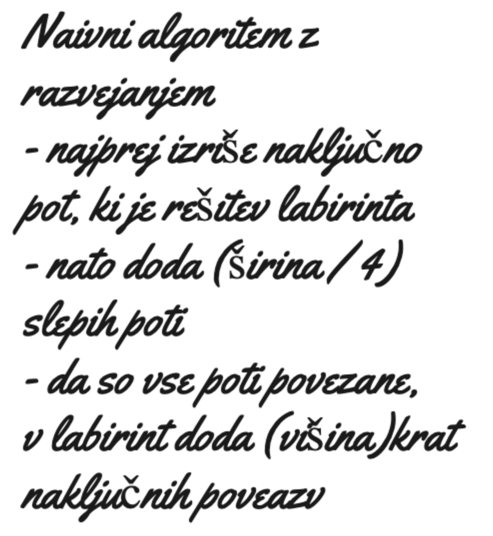 Naivni algoritem z
razvejanjem
- najprej izriše naključno
pot, ki je rešitev labirinta
- nato doda (širina / 4)
slepih poti
- da so vse poti povezane,
v labirint doda (višina)krat
naključnih poveazv